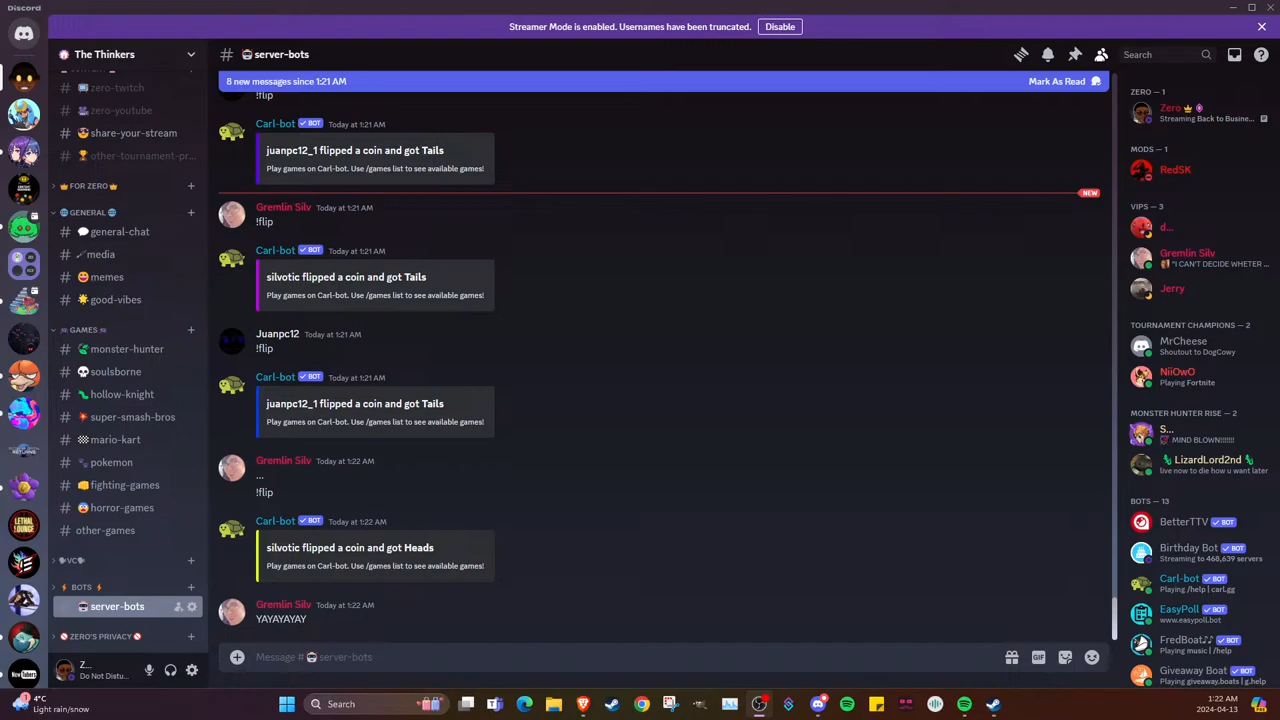 Discord
Streamer Mode is enabled. Usernames have been truncated.
Disable
The Thinkers
zero-twitch
zero-youtube
share-your-stream
other-tournament-pr...
FOR ZERO
GENERAL
general-chat
media
memes
good-vibes
GAMES
monster-hunter
soulsborne
hollow-knight
super-smash-bros
mario-kart
pokemon
fighting-games
horror-games
other-games
VC
BOTS
server-bots
ZERO'S PRIVACY
Z...
Do Not Distu...
# server-bots
Search
8 new messages since 1:21 AM
Mark As Read
!flip
Carl-bot BOT Today at 1:21 AM
juanpc12_1 flipped a coin and got Tails
Play games on Carl-bot. Use /games list to see available games!
NEW
Gremlin Silv Today at 1:21 AM
!flip
Carl-bot BOT Today at 1:21 AM
silvotic flipped a coin and got Tails
Play games on Carl-bot. Use /games list to see available games!
Juanpc12 Today at 1:21 AM
!flip
Carl-bot BOT Today at 1:21 AM
juanpc12_1 flipped a coin and got Tails
Play games on Carl-bot. Use /games list to see available games!
Gremlin Silv Today at 1:22 AM
...
!flip
Carl-bot BOT Today at 1:22 AM
silvotic flipped a coin and got Heads
Play games on Carl-bot. Use /games list to see available games!
Gremlin Silv Today at 1:22 AM
YAYAYAYAY
Message # server-bots
GIF
ZERO — 1
Zero
Streaming Back to Busine...
MODS — 1
RedSK
VIPS — 3
d...
Gremlin Silv
"I CAN'T DECIDE WHETER ...
Jerry
TOURNAMENT CHAMPIONS — 2
MrCheese
Shoutout to DogCowy
NiiOwO
Playing Fortnite
MONSTER HUNTER RISE — 2
S...
MIND BLOWN!!!!!!!
LizardLord2nd
live now to die how u want later
BOTS — 13
BetterTTV BOT
Birthday Bot BOT
Streaming to 468,639 servers
Carl-bot BOT
Playing /help | carl.gg
EasyPoll BOT
www.easypoll.bot
FredBoat♪♪ BOT
Playing music | /help
Giveaway Boat BOT
Playing giveaway.boats | g.help
4°C
Light rain/snow
Search
1:22 AM
2024-04-13